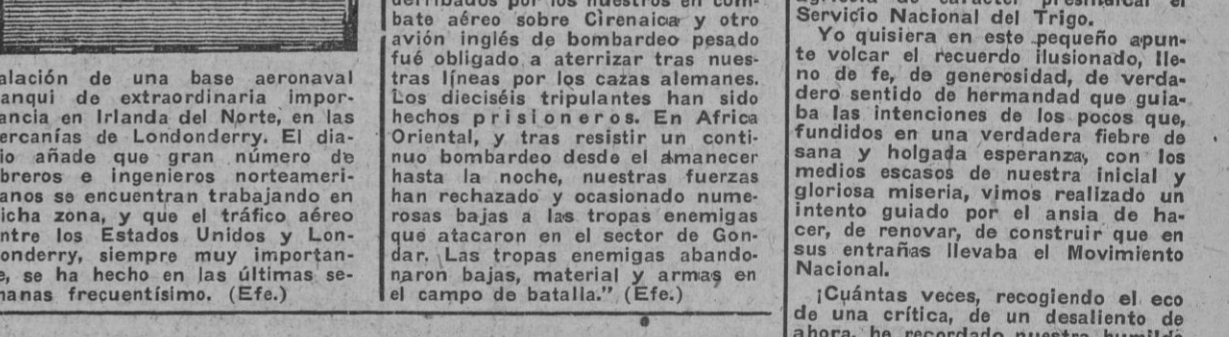 alación de una base aeronaval
anqui de extraordinaria impor-
ancia en Irlanda del Norte, en las
ercanías de Londonderry. El dia-
io añade que gran número de
breros e ingenieros norteameri-
anos se encuentran trabajando en
icha zona, y que el tráfico aéreo
ntre los Estados Unidos y Lon-
onderry, siempre muy importan-
e, se ha hecho en las últimas se-
manas frecuentísimo. (Efe.)
derribados por los nuestros en com-
bate aéreo sobre Cirenaica y otro
avión inglés de bombardeo pesado
fué obligado a aterrizar tras nues-
tras líneas por los cazas alemanes.
Los dieciséis tripulantes han sido
hechos prisioneros. En Africa
Oriental, y tras resistir un conti-
nuo bombardeo desde el amanecer
hasta la noche, nuestras fuerzas
han rechazado y ocasionado nume-
rosas bajas a las tropas enemigas
que atacaron en el sector de Gon-
dar. Las tropas enemigas abando-
naron bajas, material y armas en
el campo de batalla." (Efe.)
agrícola de carácter presindical el
Servicio Nacional del Trigo.
Yo quisiera en este pequeño apun-
te volcar el recuerdo ilusionado, lle-
no de fe, de generosidad, de verda-
dero sentido de hermandad que guia-
ba las intenciones de los pocos que,
fundidos en una verdadera fiebre de
sana y holgada esperanza, con los
medios escasos de nuestra inicial y
gloriosa miseria, vimos realizado un
intento guiado por el ansia de ha-
cer, de renovar, de construir que en
sus entrañas llevaba el Movimiento
Nacional.
¡Cuántas veces, recogiendo el eco
de una crítica, de un desaliento de
ahora, he recordado nuestra humilde